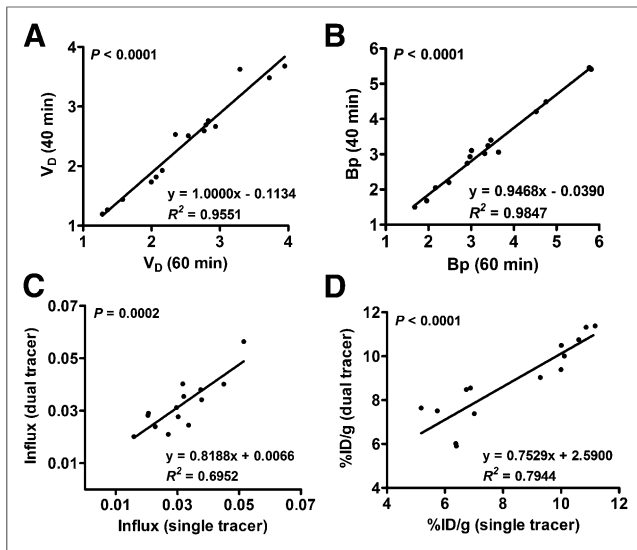 A
P < 0.0001
4
3
2
1
V_D (40 min)
y = 1.0000x - 0.1134
R² = 0.9551
1
2
3
4
V_D (60 min)
B
P < 0.0001
6
5
4
3
2
1
Bp (40 min)
y = 0.9468x - 0.0390
R² = 0.9847
1
2
3
4
5
6
Bp (60 min)
C
P = 0.0002
0.07
0.05
0.03
0.01
Influx (dual tracer)
y = 0.8188x + 0.0066
R² = 0.6952
0.01
0.03
0.05
0.07
Influx (single tracer)
D
P < 0.0001
12
10
8
6
4
%ID/g (dual tracer)
y = 0.7529x + 2.5900
R² = 0.7944
4
6
8
10
12
%ID/g (single tracer)